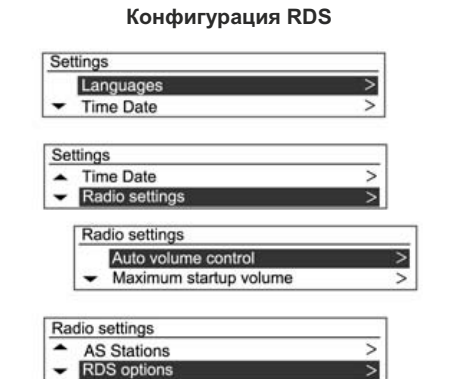 Конфигурация RDS
Settings
Languages >
Time Date >
Settings
Time Date >
Radio settings >
Radio settings
Auto volume control >
Maximum startup volume >
Radio settings
AS Stations >
RDS options >